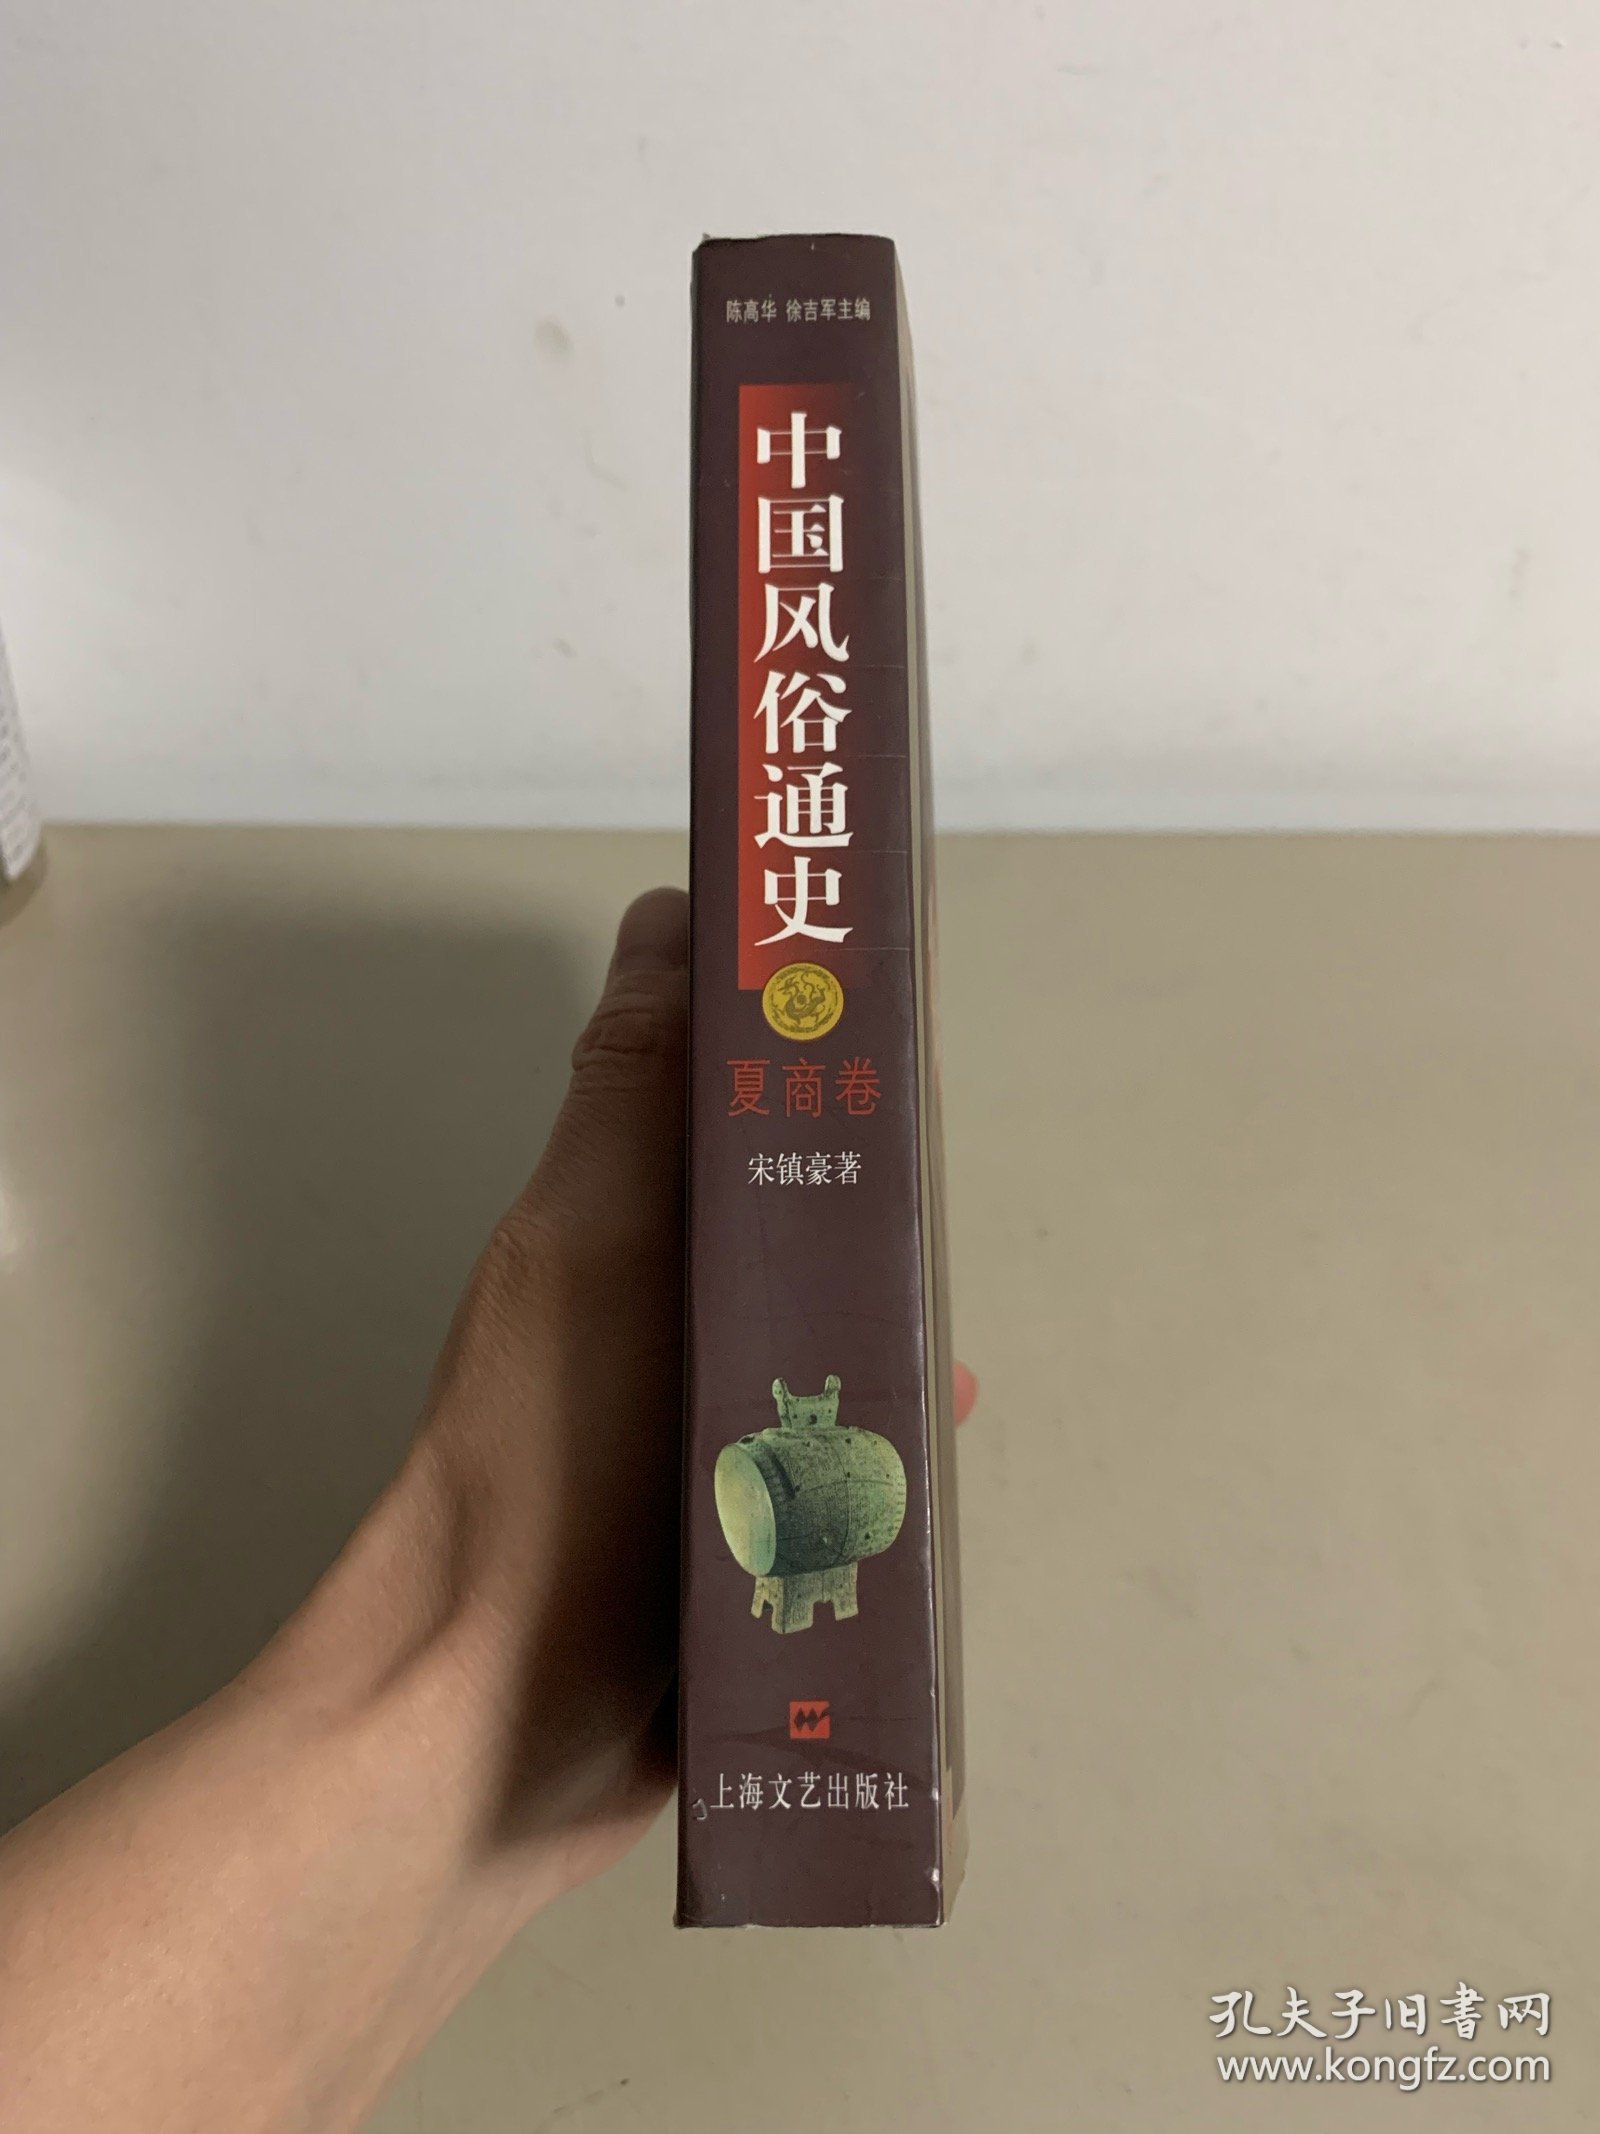 陈高华 徐吉军主编
中国风俗通史
夏商卷
宋镇豪著
上海文艺出版社
孔夫子旧书网
www.kongfz.com